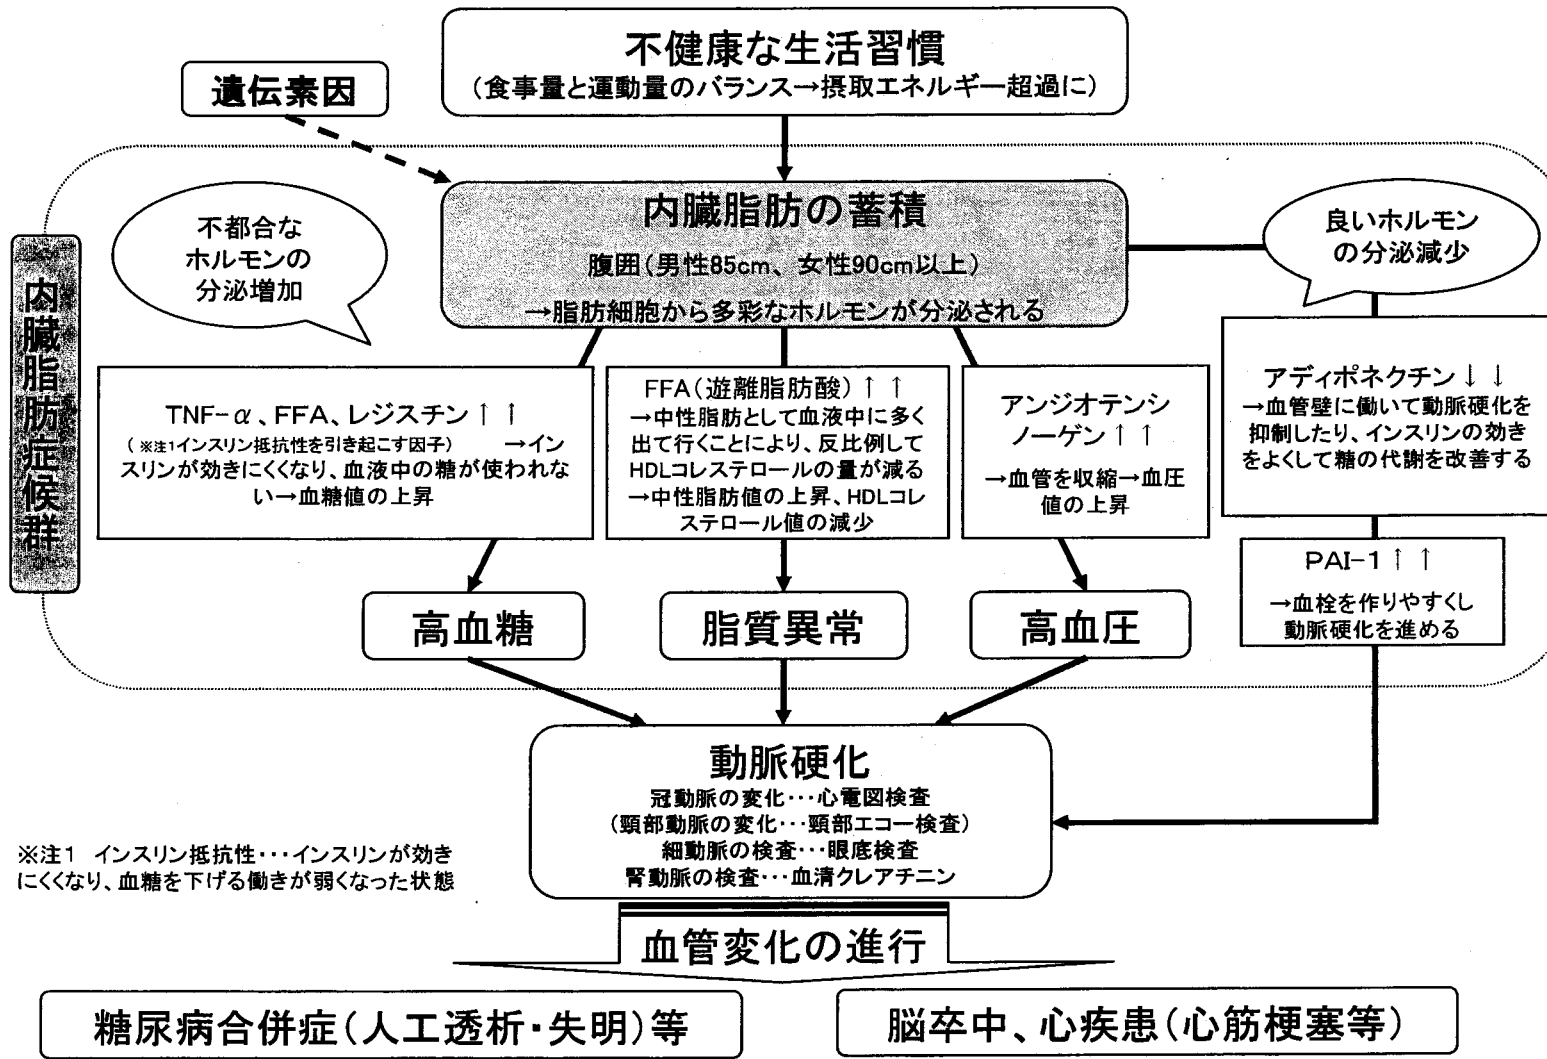 不健康な生活習慣
(食事量と運動量のバランス→摂取エネルギー超過に)
遺伝素因
内臓脂肪症候群
内臓脂肪の蓄積
腹囲(男性85cm、女性90cm以上)
→脂肪細胞から多彩なホルモンが分泌される
不都合な
ホルモンの
分泌増加
良いホルモン
の分泌減少
TNF-α、FFA、レジスチン↑↑
(※注1インスリン抵抗性を引き起こす因子) →イン
スリンが効きにくくなり、血液中の糖が使われな
い→血糖値の上昇
FFA(遊離脂肪酸)↑↑
→中性脂肪として血液中に多く
出て行くことにより、反比例して
HDLコレステロールの量が減る
→中性脂肪値の上昇、HDLコレ
ステロール値の減少
アンジオテンシ
ノーゲン↑↑
→血管を収縮→血圧
値の上昇
アディポネクチン↓↓
→血管壁に働いて動脈硬化を
抑制したり、インスリンの効き
をよくして糖の代謝を改善する
PAI-1↑↑
→血栓を作りやすくし
動脈硬化を進める
高血糖
脂質異常
高血圧
動脈硬化
冠動脈の変化・・・心電図検査
(頸部動脈の変化・・・頸部エコー検査)
細動脈の検査・・・眼底検査
腎動脈の検査・・・血清クレアチニン
※注1 インスリン抵抗性・・・インスリンが効き
にくくなり、血糖を下げる働きが弱くなった状態
血管変化の進行
糖尿病合併症(人工透析・失明)等
脳卒中、心疾患(心筋梗塞等)